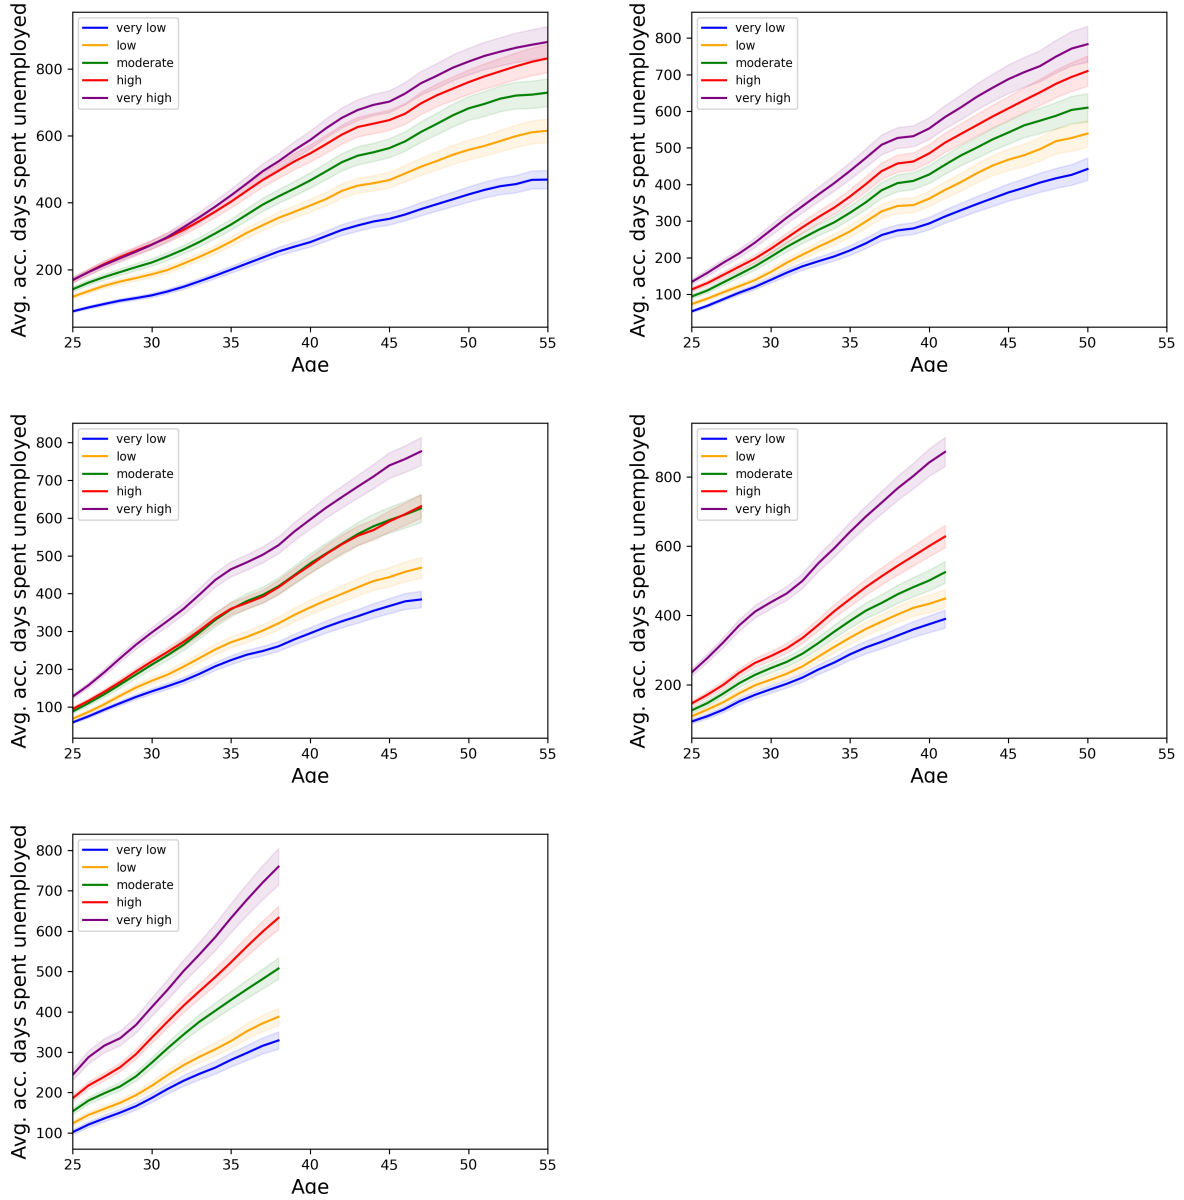 Avg. acc. days spent unemployed
800
600
400
200
very low
low
moderate
high
very high
25 30 35 40 45 50 55
Age
Avg. acc. days spent unemployed
800
700
600
500
400
300
200
100
very low
low
moderate
high
very high
25 30 35 40 45 50 55
Age
Avg. acc. days spent unemployed
800
700
600
500
400
300
200
100
very low
low
moderate
high
very high
25 30 35 40 45 50 55
Age
Avg. acc. days spent unemployed
800
600
400
200
very low
low
moderate
high
very high
25 30 35 40 45 50 55
Age
Avg. acc. days spent unemployed
800
700
600
500
400
300
200
100
very low
low
moderate
high
very high
25 30 35 40 45 50 55
Age